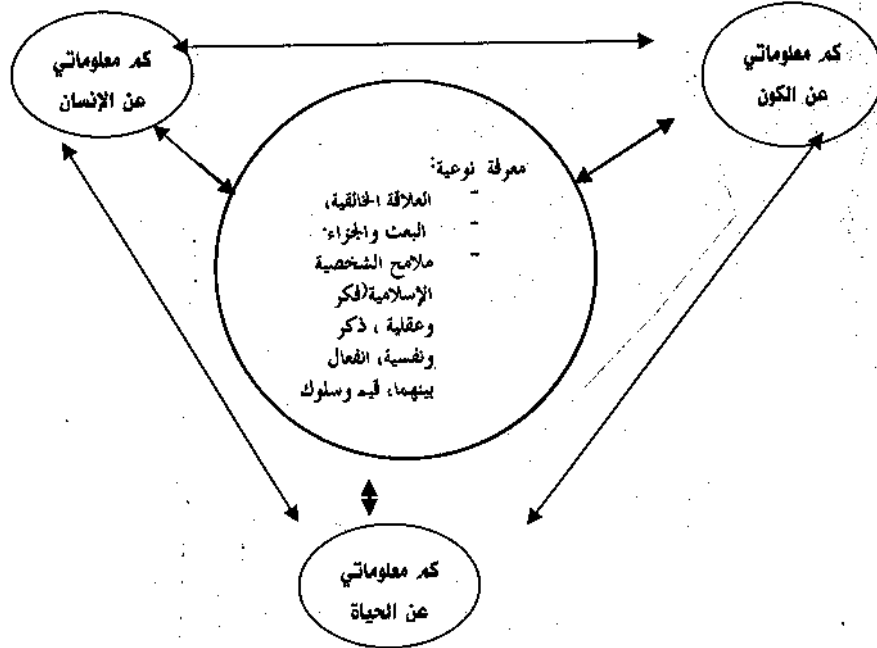 كم معلوماتي
عن الكون
كم معلوماتي
عن الإنسان
معرفة نوعية:
- العلاقة الخالقية،
- البعث والجزاء.
- ملامح الشخصية
الإسلامية(فكر
وعقلية ، ذكر
ونفسية، انفعال
بينهما، قيم وسلوك
كم معلوماتي
عن الحياة